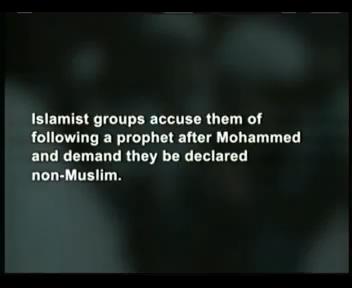 Islamist groups accuse them of
following a prophet after Mohammed
and demand they be declared
non-Muslim.